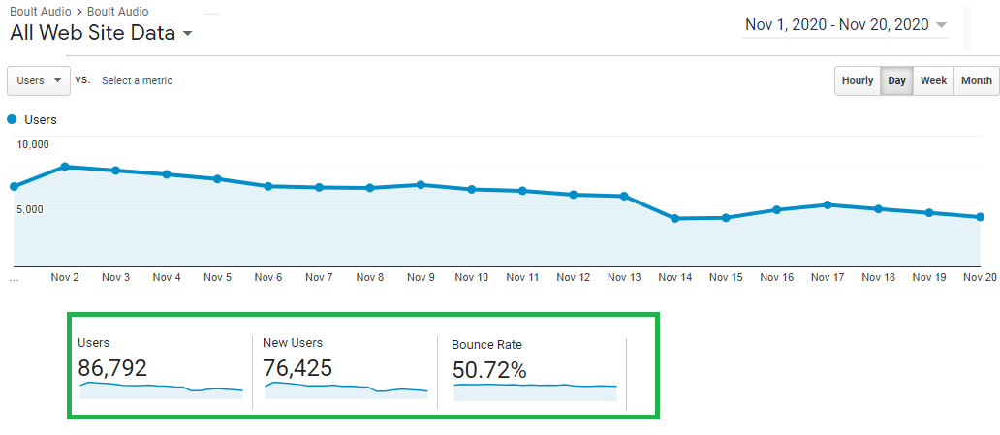 Boult Audio > Boult Audio
All Web Site Data
Nov 1, 2020 - Nov 20, 2020
Users vs. Select a metric
Hourly Day Week Month
Users
10,000
5,000
... Nov 2 Nov 3 Nov 4 Nov 5 Nov 6 Nov 7 Nov 8 Nov 9 Nov 10 Nov 11 Nov 12 Nov 13 Nov 14 Nov 15 Nov 16 Nov 17 Nov 18 Nov 19 Nov 20
Users New Users Bounce Rate
86,792 76,425 50.72%